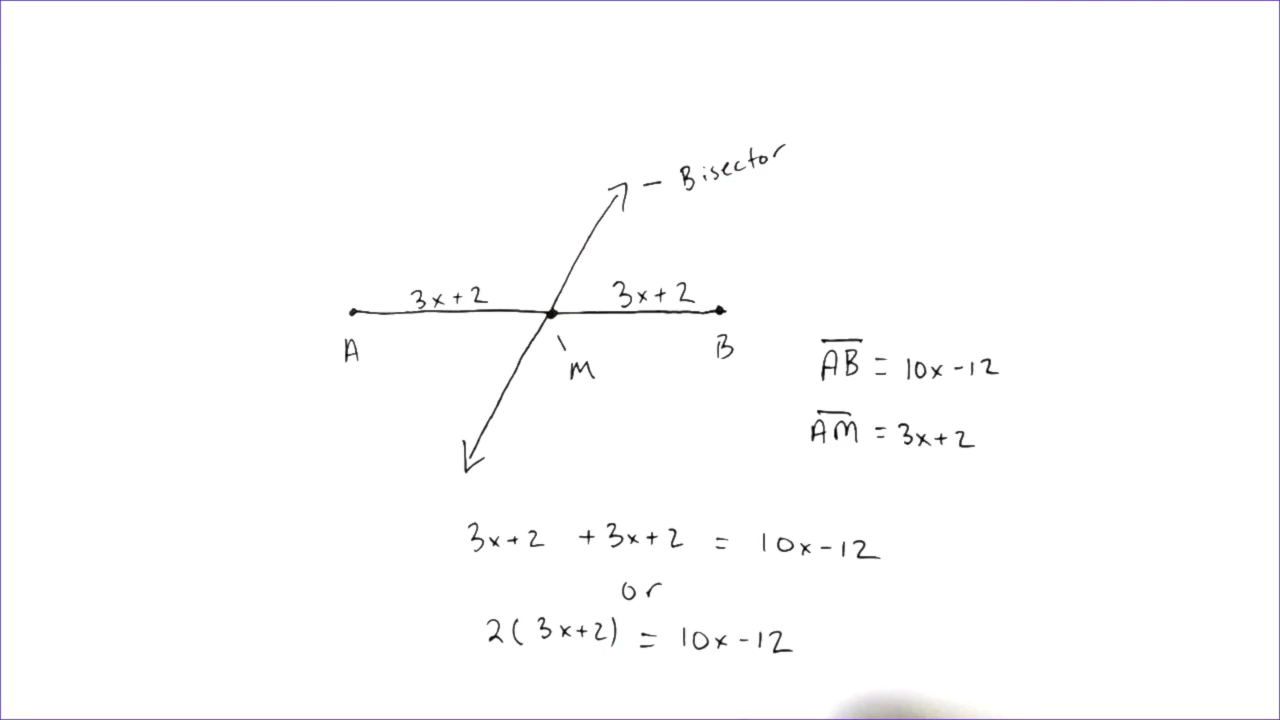 – Bisector
3x+2
3x+2
A
M
B
AB = 10x-12
AM = 3x+2
3x+2 +3x+2 = 10x-12
or
2(3x+2) = 10x-12